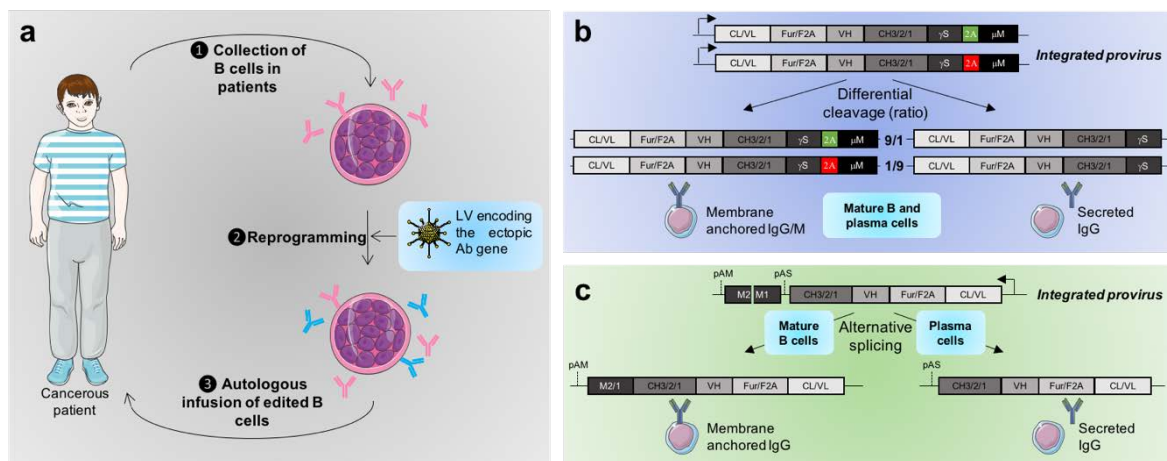 a
❶ Collection of
B cells in
patients
❷ Reprogramming
LV encoding
the ectopic
Ab gene
❸ Autologous
infusion of edited B
cells
Cancerous
patient
b
CL/VL Fur/F2A VH CH3/2/1 γS 2A μM
CL/VL Fur/F2A VH CH3/2/1 γS 2A μM
Integrated provirus
Differential
cleavage (ratio)
CL/VL Fur/F2A VH CH3/2/1 γS 2A μM 9/1 CL/VL Fur/F2A VH CH3/2/1 γS
CL/VL Fur/F2A VH CH3/2/1 γS 2A μM 1/9 CL/VL Fur/F2A VH CH3/2/1 γS
Membrane
anchored IgG/M
Mature B and
plasma cells
Secreted
IgG
c
pAM pAS
M2 M1 CH3/2/1 VH Fur/F2A CL/VL
Integrated provirus
Mature
B cells
Alternative
splicing
Plasma
cells
pAM
M2/1 CH3/2/1 VH Fur/F2A CL/VL
pAS
CH3/2/1 VH Fur/F2A CL/VL
Membrane
anchored IgG
Secreted
IgG